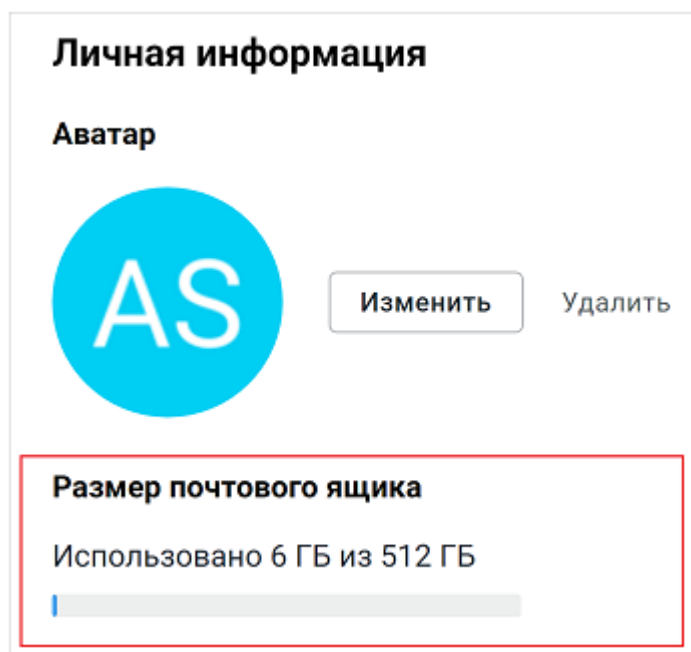 Личная информация
Аватар
AS
Изменить Удалить
Размер почтового ящика
Использовано 6 ГБ из 512 ГБ